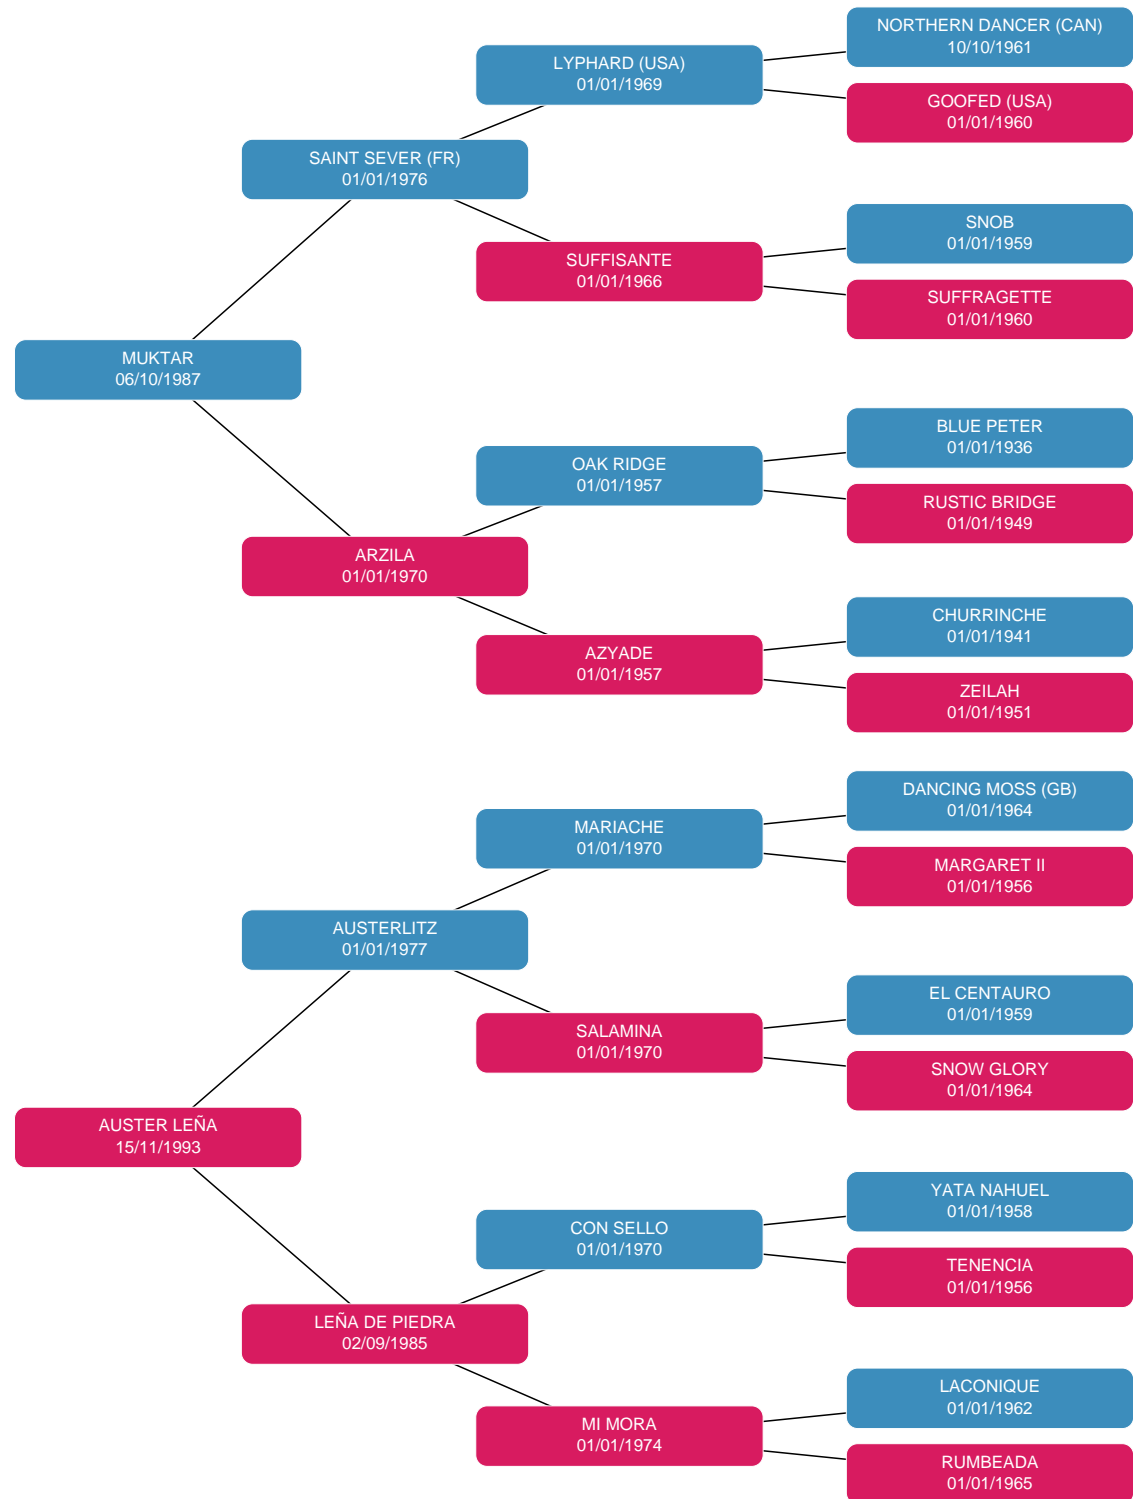 NORTHERN DANCER (CAN)
10/10/1961
LYPHARD (USA)
01/01/1969
GOOFED (USA)
01/01/1960
SAINT SEVER (FR)
01/01/1976
SNOB
01/01/1959
SUFFISANTE
01/01/1966
SUFFRAGETTE
01/01/1960
MUKTAR
06/10/1987
BLUE PETER
01/01/1936
OAK RIDGE
01/01/1957
RUSTIC BRIDGE
01/01/1949
ARZILA
01/01/1970
CHURRINCHE
01/01/1941
AZYADE
01/01/1957
ZEILAH
01/01/1951
DANCING MOSS (GB)
01/01/1964
MARIACHE
01/01/1970
MARGARET II
01/01/1956
AUSTERLITZ
01/01/1977
EL CENTAURO
01/01/1959
SALAMINA
01/01/1970
SNOW GLORY
01/01/1964
AUSTER LEÑA
15/11/1993
YATA NAHUEL
01/01/1958
CON SELLO
01/01/1970
TENENCIA
01/01/1956
LEÑA DE PIEDRA
02/09/1985
LACONIQUE
01/01/1962
MI MORA
01/01/1974
RUMBEADA
01/01/1965